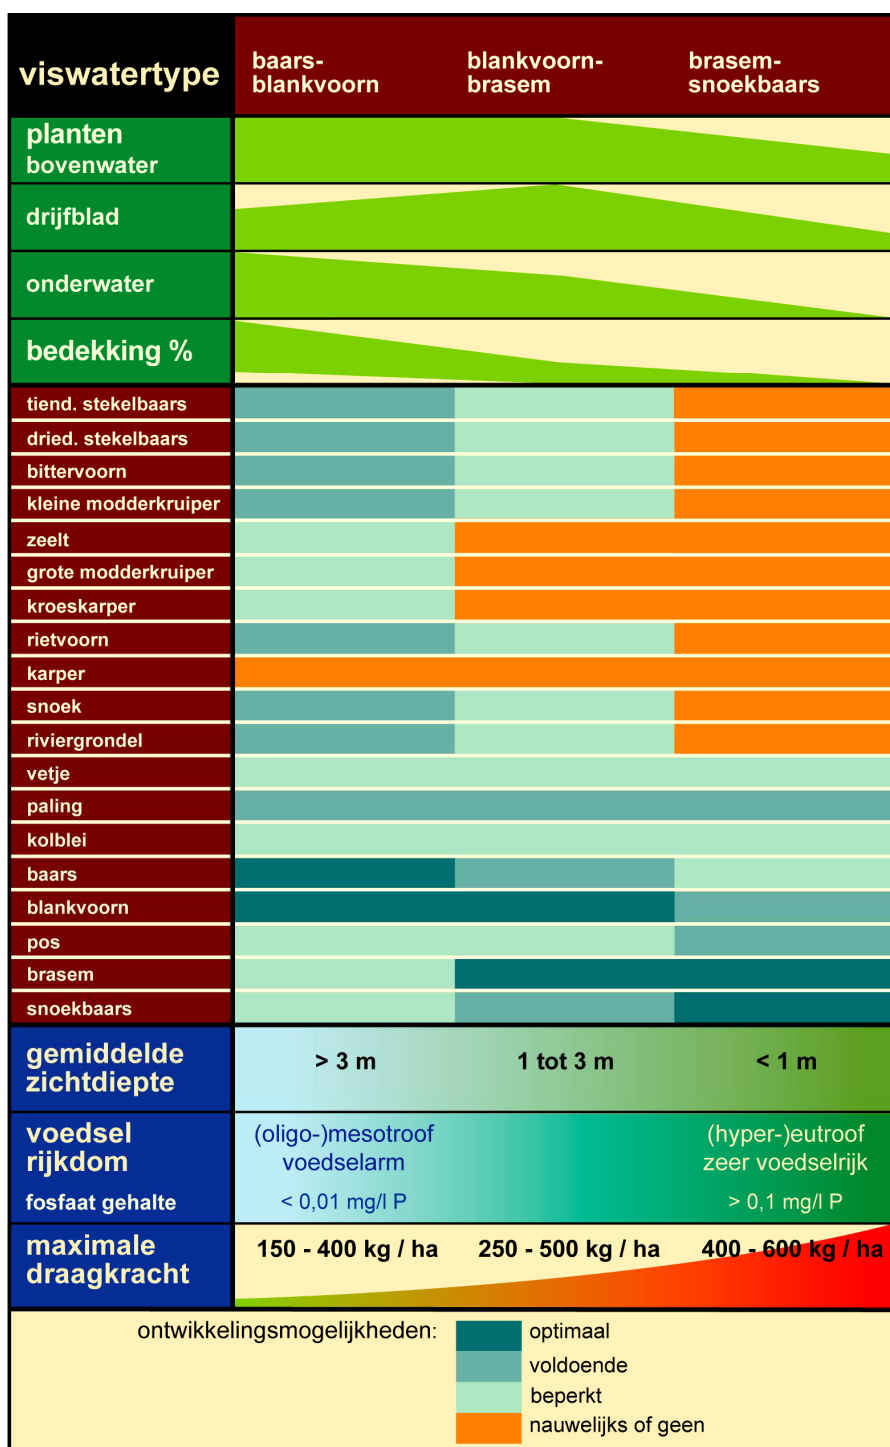 viswatertype
baars-
blankvoorn
blankvoorn-
brasem
brasem-
snoekbaars
planten
bovenwater
drijfblad
onderwater
bedekking %
tiend. stekelbaars
dried. stekelbaars
bittervoorn
kleine modderkruiper
zeelt
grote modderkruiper
kroeskarper
rietvoorn
karper
snoek
riviergrondel
vetje
paling
kolblei
baars
blankvoorn
pos
brasem
snoekbaars
gemiddelde
zichtdiepte
> 3 m
1 tot 3 m
< 1 m
voedsel
rijkdom
fosfaat gehalte
(oligo-)mesotroof
voedselarm
< 0,01 mg/l P
(hyper-)eutroof
zeer voedselrijk
> 0,1 mg/l P
maximale
draagkracht
150 - 400 kg / ha
250 - 500 kg / ha
400 - 600 kg / ha
ontwikkelingsmogelijkheden:
optimaal
voldoende
beperkt
nauwelijks of geen